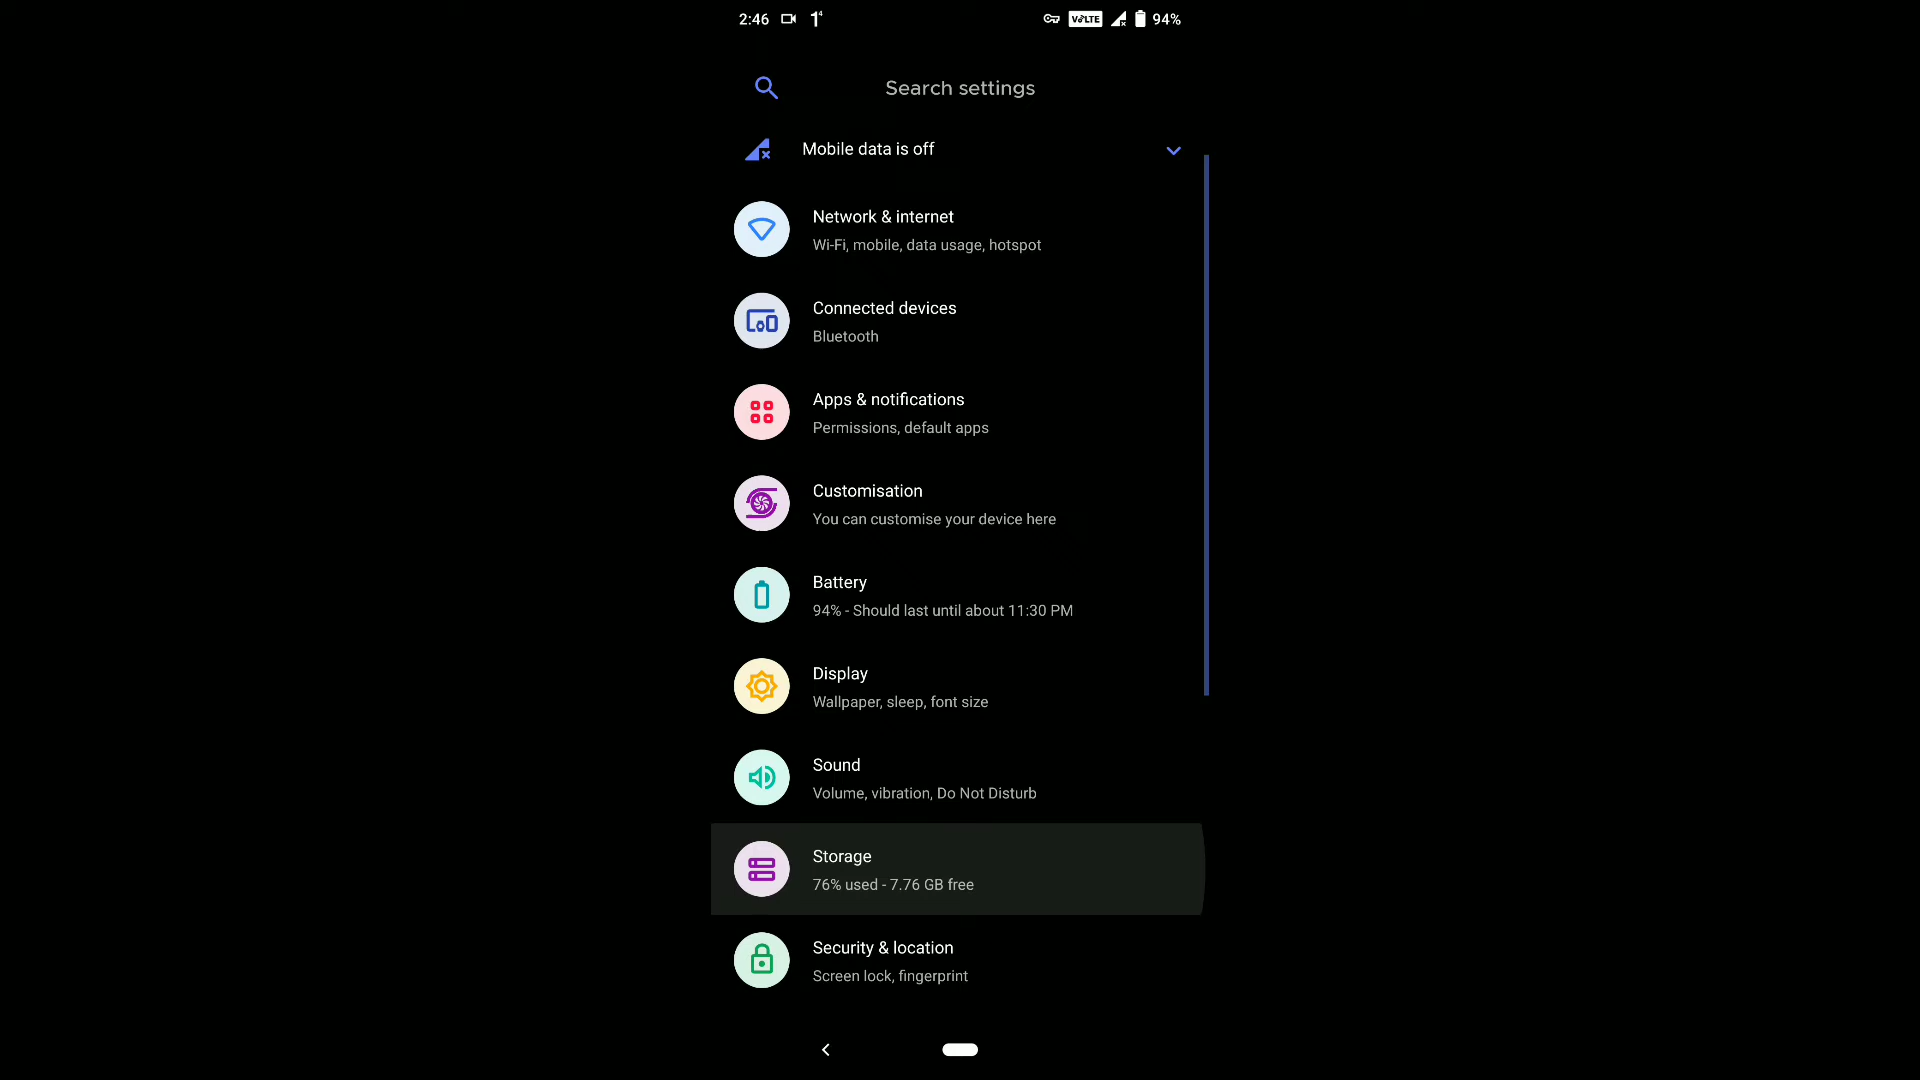 2:46 1⁴ VoLTE 94%
Search settings
Mobile data is off
Network & internet
Wi-Fi, mobile, data usage, hotspot
Connected devices
Bluetooth
Apps & notifications
Permissions, default apps
Customisation
You can customise your device here
Battery
94% - Should last until about 11:30 PM
Display
Wallpaper, sleep, font size
Sound
Volume, vibration, Do Not Disturb
Storage
76% used - 7.76 GB free
Security & location
Screen lock, fingerprint